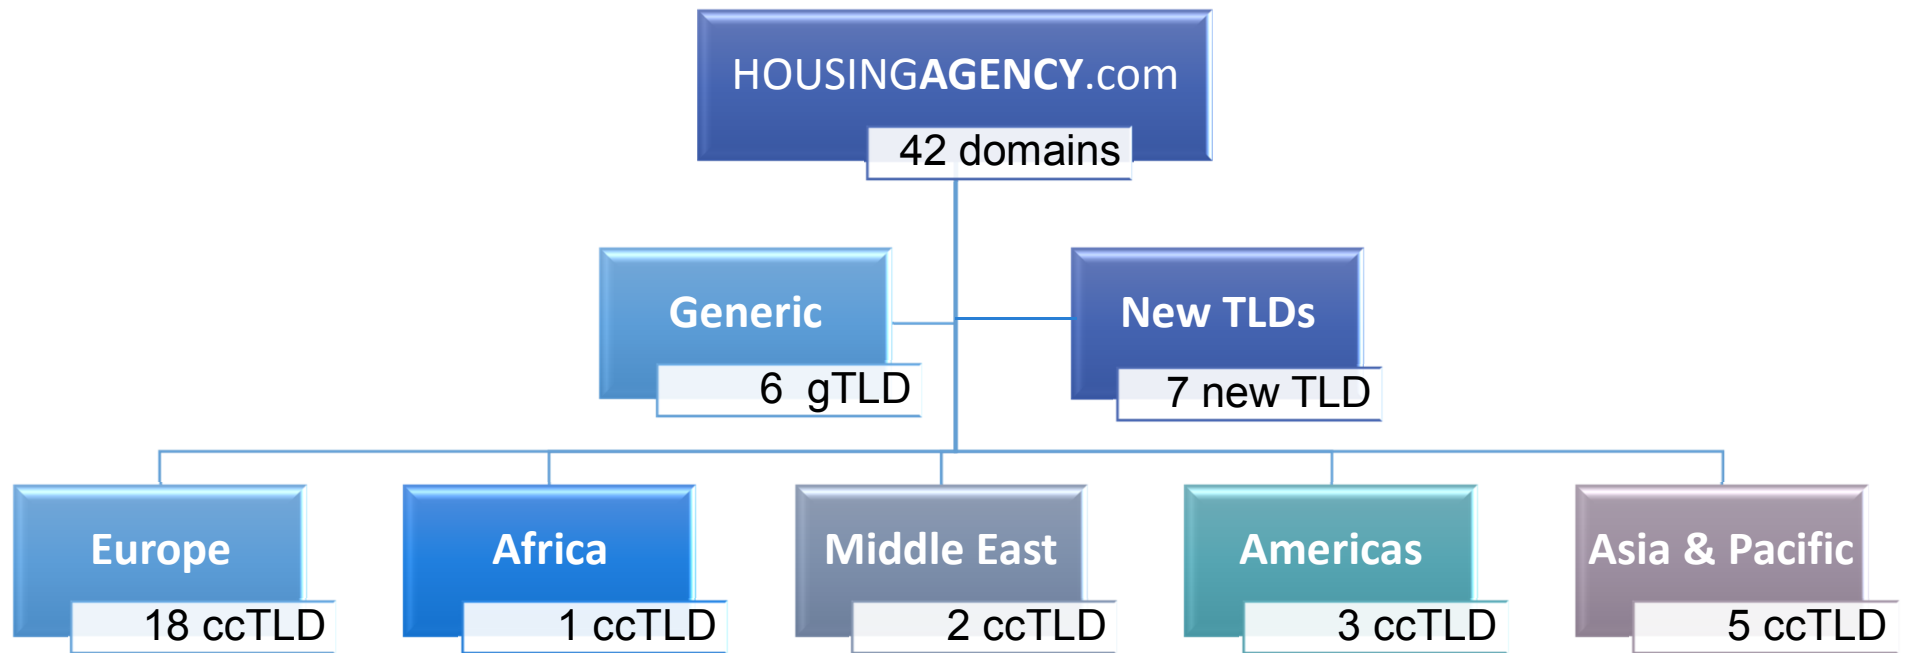 HOUSINGAGENCY.com
42 domains
Generic
6 gTLD
New TLDs
7 new TLD
Europe
18 ccTLD
Africa
1 ccTLD
Middle East
2 ccTLD
Americas
3 ccTLD
Asia & Pacific
5 ccTLD